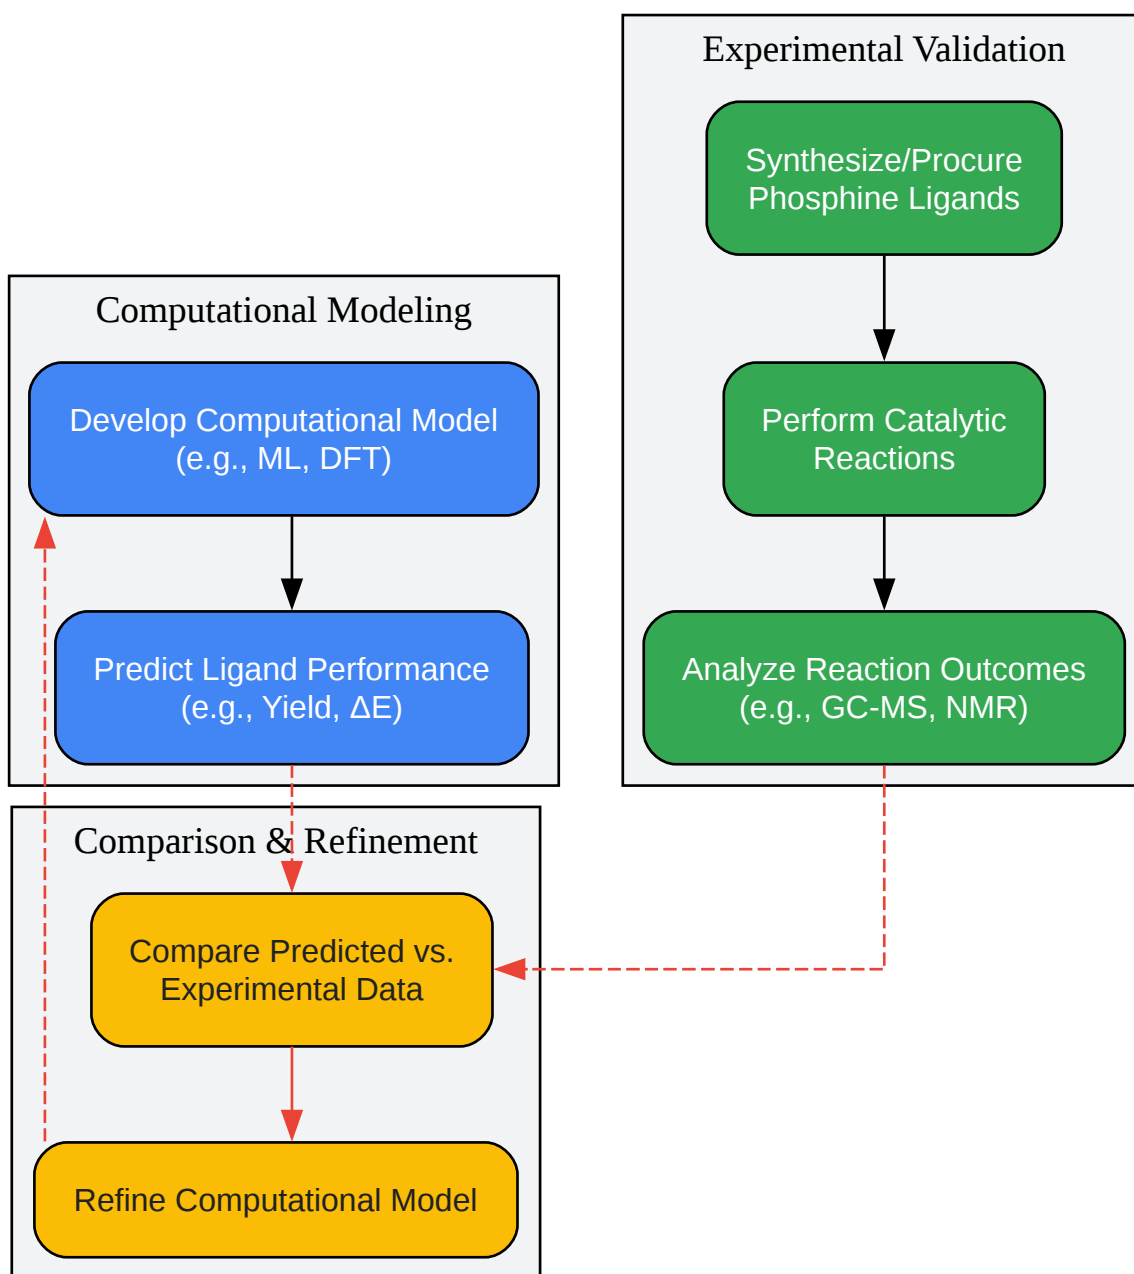 Experimental Validation
Synthesize/Procure
Phosphine Ligands
Perform Catalytic
Reactions
Analyze Reaction Outcomes
(e.g., GC-MS, NMR)
Computational Modeling
Develop Computational Model
(e.g., ML, DFT)
Predict Ligand Performance
(e.g., Yield, ΔE)
Comparison & Refinement
Compare Predicted vs.
Experimental Data
Refine Computational Model